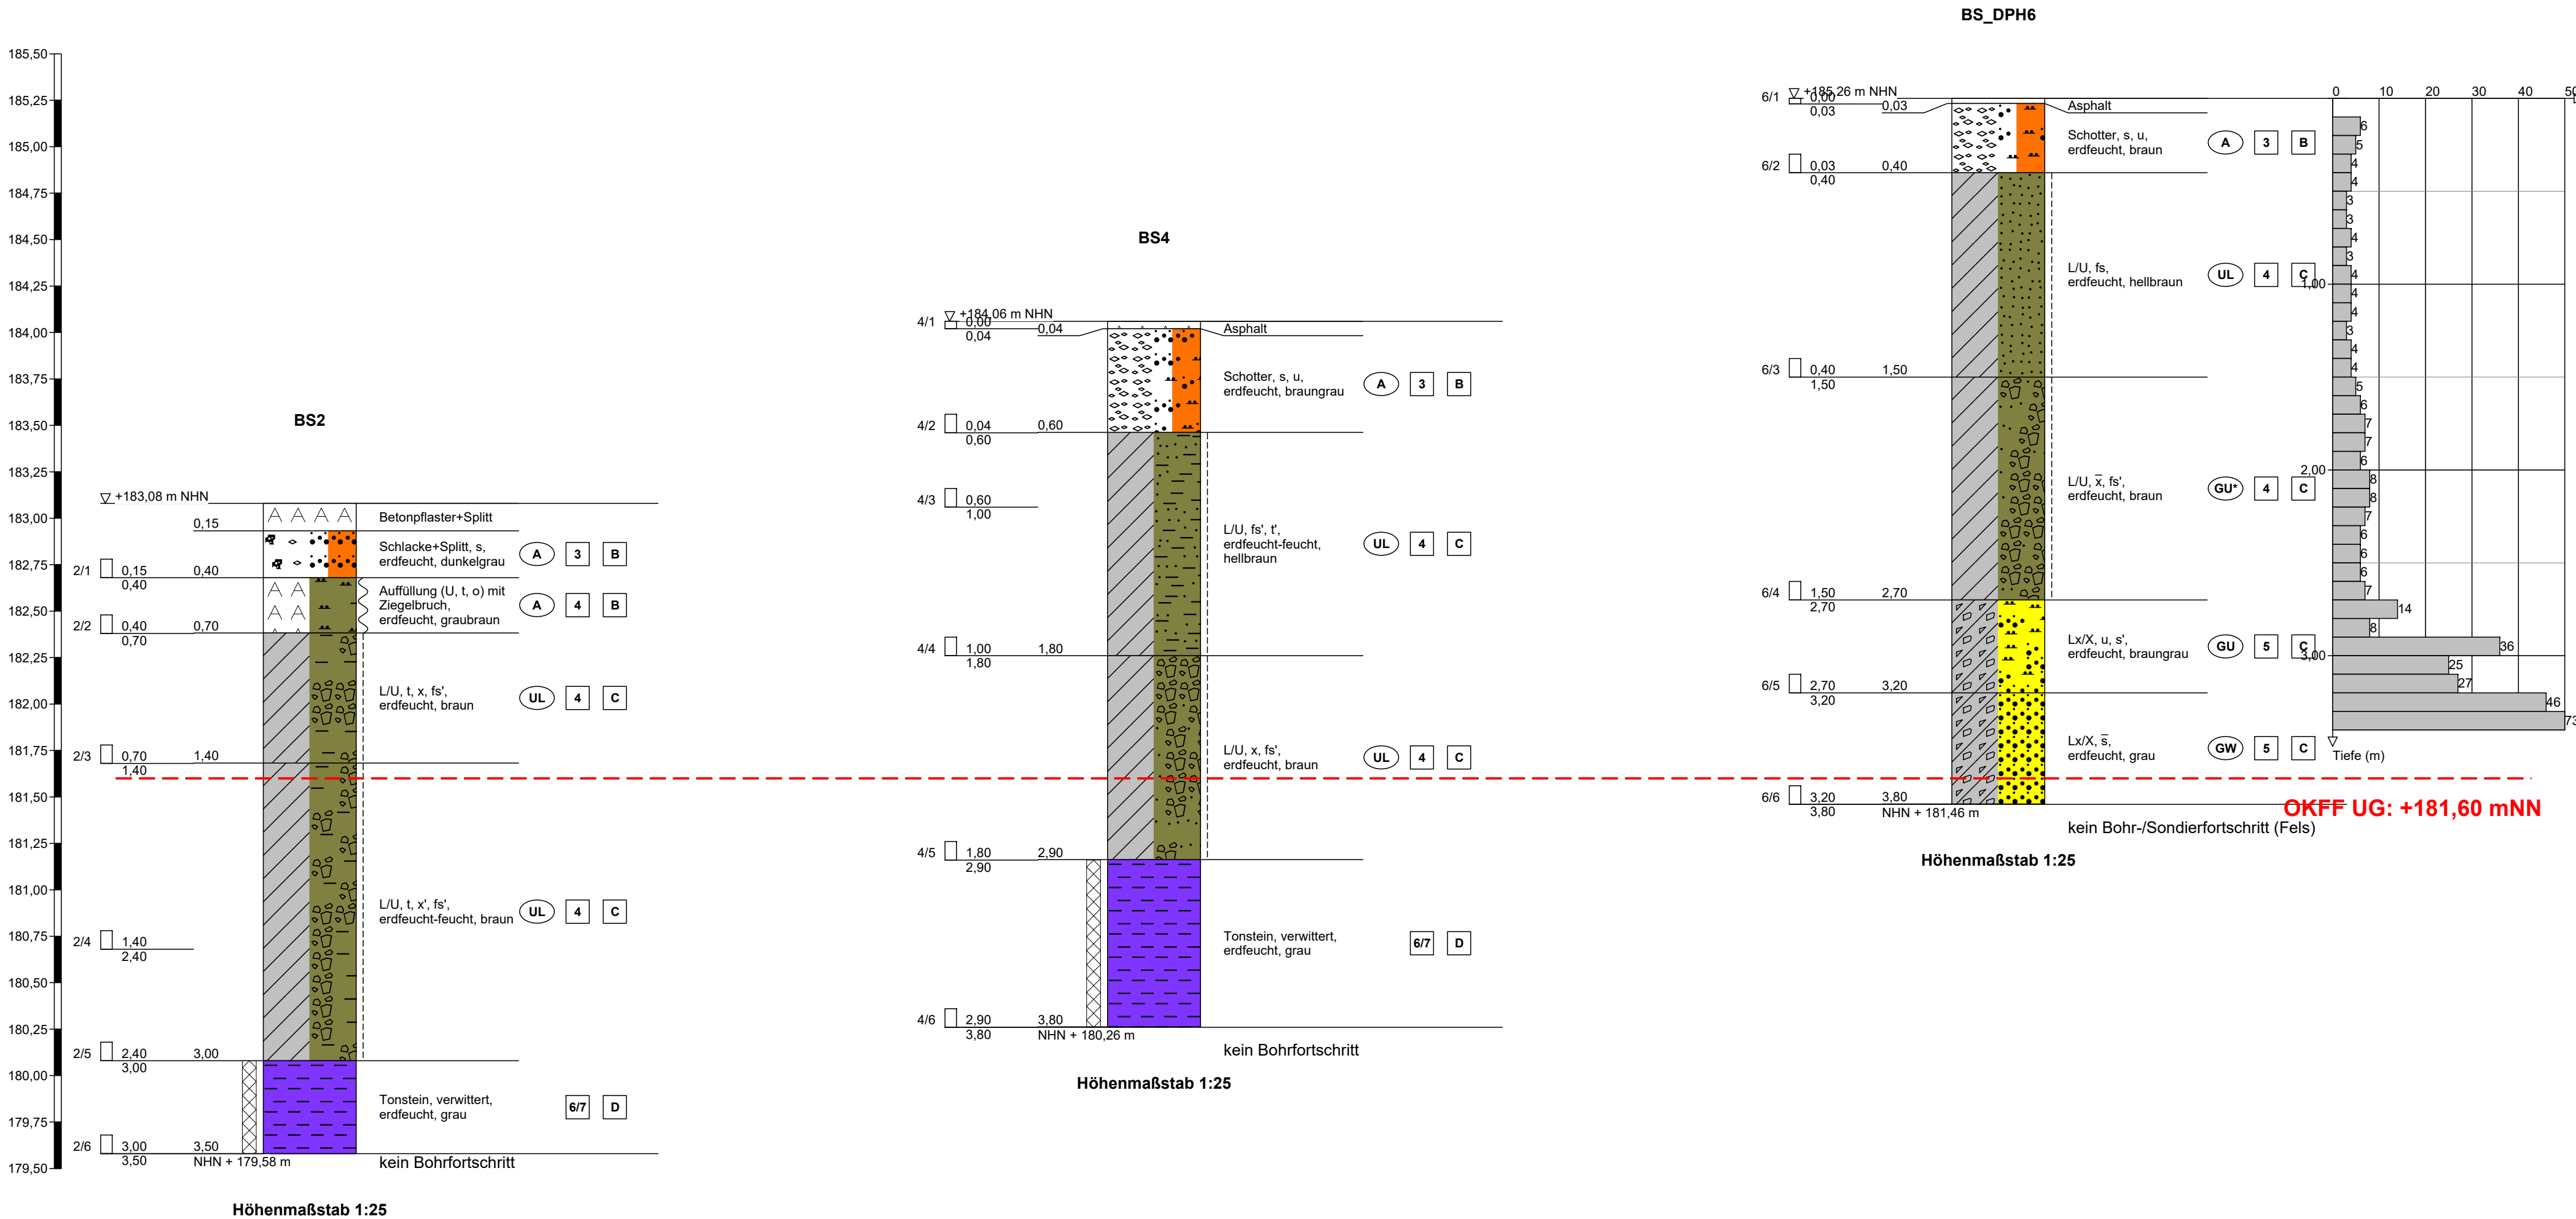 185,50
185,25
185,00
184,75
184,50
184,25
184,00
183,75
183,50
183,25
183,00
182,75
182,50
182,25
182,00
181,75
181,50
181,25
181,00
180,75
180,50
180,25
180,00
179,75
179,50
BS2
+183,08 m NHN
0,15
Betonpflaster+Splitt
Schlacke+Splitt, s,
erdfeucht, dunkelgrau
A 3 B
2/1 0,15 0,40
0,40
Auffüllung (U, t, o) mit
Ziegelbruch,
erdfeucht, graubraun
A 4 B
2/2 0,40 0,70
0,70
L/U, t, x, fs',
erdfeucht, braun
UL 4 C
2/3 0,70 1,40
1,40
L/U, t, x', fs',
erdfeucht-feucht, braun
UL 4 C
2/4 1,40
2,40
2/5 2,40 3,00
3,00
Tonstein, verwittert,
erdfeucht, grau
6/7 D
2/6 3,00 3,50
3,50 NHN + 179,58 m
kein Bohrfortschritt
Höhenmaßstab 1:25
BS4
+184,06 m NHN
4/1 0,00 0,04
0,04
Asphalt
Schotter, s, u,
erdfeucht, braungrau
A 3 B
4/2 0,04 0,60
0,60
4/3 0,60
1,00
L/U, fs', t',
erdfeucht-feucht,
hellbraun
UL 4 C
4/4 1,00 1,80
1,80
L/U, x, fs',
erdfeucht, braun
UL 4 C
4/5 1,80 2,90
2,90
Tonstein, verwittert,
erdfeucht, grau
6/7 D
4/6 2,90 3,80
3,80 NHN + 180,26 m
kein Bohrfortschritt
Höhenmaßstab 1:25
BS_DPH6
+185,26 m NHN
6/1 0,00 0,03
0,03
Asphalt
Schotter, s, u,
erdfeucht, braun
A 3 B
6/2 0,03 0,40
0,40
L/U, fs,
erdfeucht, hellbraun
UL 4 C
6/3 0,40 1,50
1,50
L/U, x̅, fs',
erdfeucht, braun
GU* 4 C
6/4 1,50 2,70
2,70
Lx/X, u, s',
erdfeucht, braungrau
GU 5 C
6/5 2,70 3,20
3,20
Lx/X, s̅,
erdfeucht, grau
GW 5 C
6/6 3,20 3,80
3,80 NHN + 181,46 m
kein Bohr-/Sondierfortschritt (Fels)
Höhenmaßstab 1:25
0 10 20 30 40 50
6
5
4
4
3
3
4
3
4
1,00
4
4
3
4
4
5
6
7
7
6
2,00
8
8
7
6
6
6
7
14
8
36
3,00
25
27
46
73
Tiefe (m)
OKFF UG: +181,60 mNN